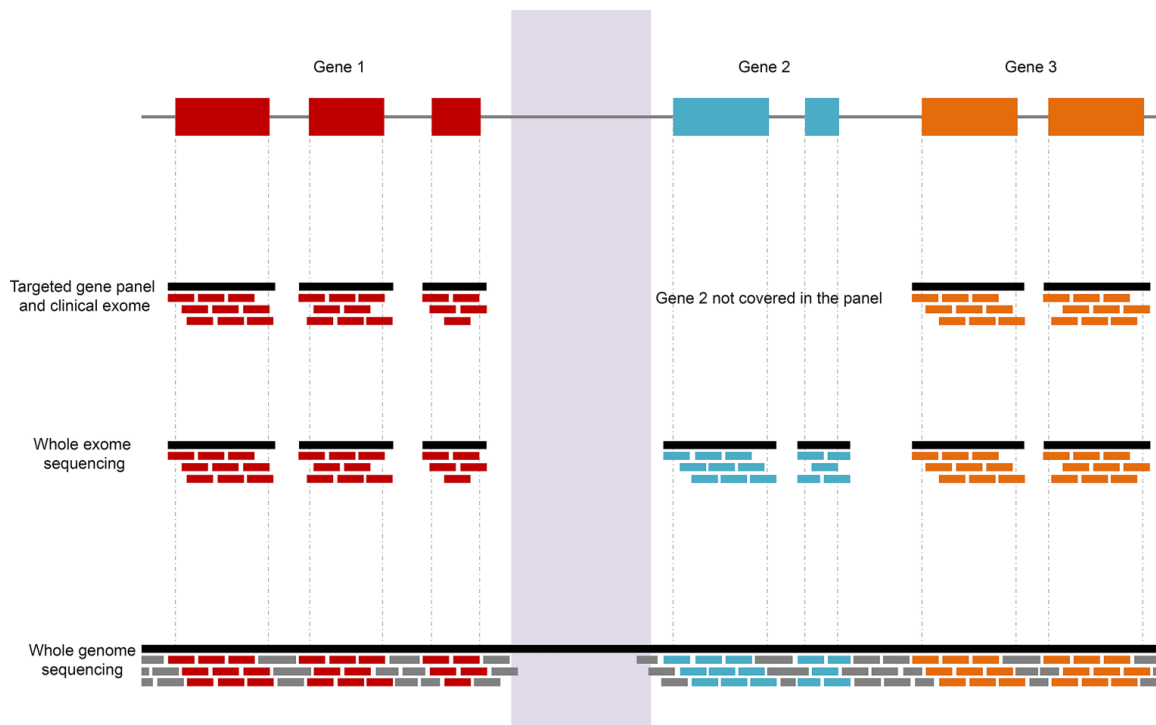 Gene 1
Gene 2
Gene 3
Targeted gene panel
and clinical exome
Gene 2 not covered in the panel
Whole exome
sequencing
Whole genome
sequencing